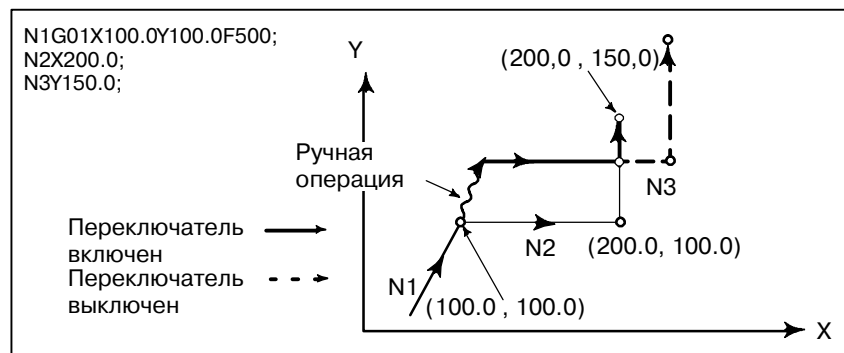 N1G01X100.0Y100.0F500;
N2X200.0;
N3Y150.0;
Y
(200,0 , 150,0)
Ручная
операция
N3
Переключатель
включен
N2
(200.0, 100.0)
Переключатель
выключен
N1
(100.0 , 100.0)
X